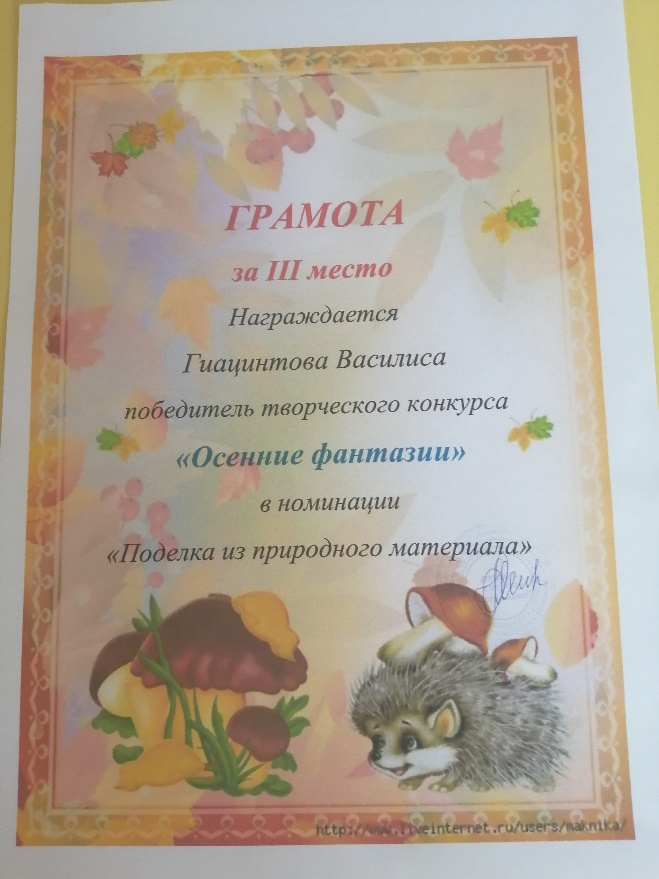 ГРАМОТА
за III место
Награждается
Гиацинтова Василиса
победитель творческого конкурса
«Осенние фантазии»
в номинации
«Поделка из природного материала»
http://www.liveinternet.ru/users/maknika/